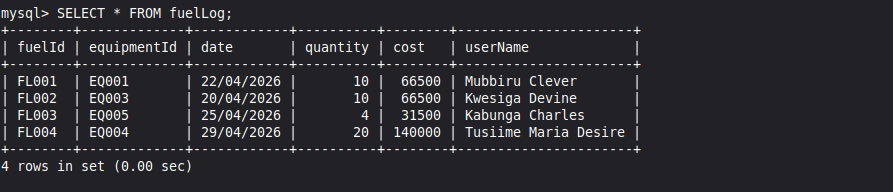 mysql> SELECT * FROM fuelLog;
+--------+-------------+------------+----------+--------+----------------------+
| fuelId | equipmentId | date       | quantity | cost   | userName             |
+--------+-------------+------------+----------+--------+----------------------+
| FL001  | EQ001       | 22/04/2026 |       10 |  66500 | Mubbiru Clever       |
| FL002  | EQ003       | 20/04/2026 |       10 |  66500 | Kwesiga Devine       |
| FL003  | EQ005       | 25/04/2026 |        4 |  31500 | Kabunga Charles      |
| FL004  | EQ004       | 29/04/2026 |       20 | 140000 | Tusiime Maria Desire |
+--------+-------------+------------+----------+--------+----------------------+
4 rows in set (0.00 sec)